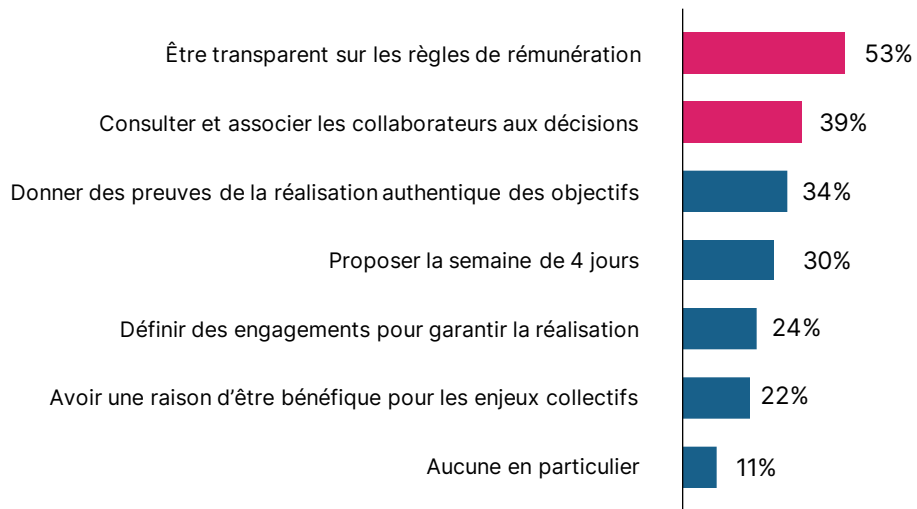 Être transparent sur les règles de rémunération 53%
Consulter et associer les collaborateurs aux décisions 39%
Donner des preuves de la réalisation authentique des objectifs 34%
Proposer la semaine de 4 jours 30%
Définir des engagements pour garantir la réalisation 24%
Avoir une raison d’être bénéfique pour les enjeux collectifs 22%
Aucune en particulier 11%